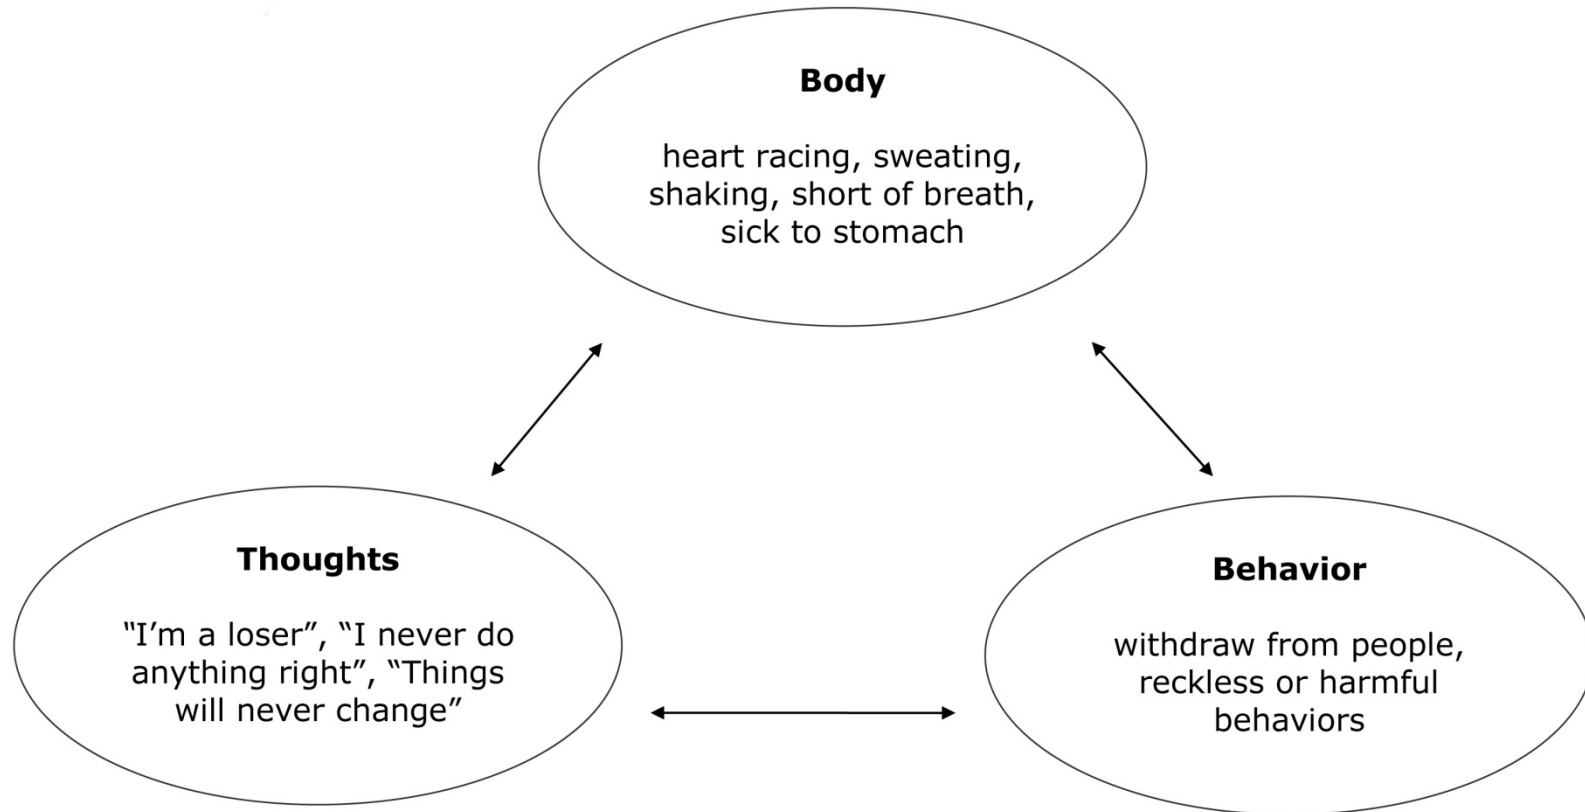 Body
heart racing, sweating,
shaking, short of breath,
sick to stomach
Thoughts
“I’m a loser”, “I never do
anything right”, “Things
will never change”
Behavior
withdraw from people,
reckless or harmful
behaviors